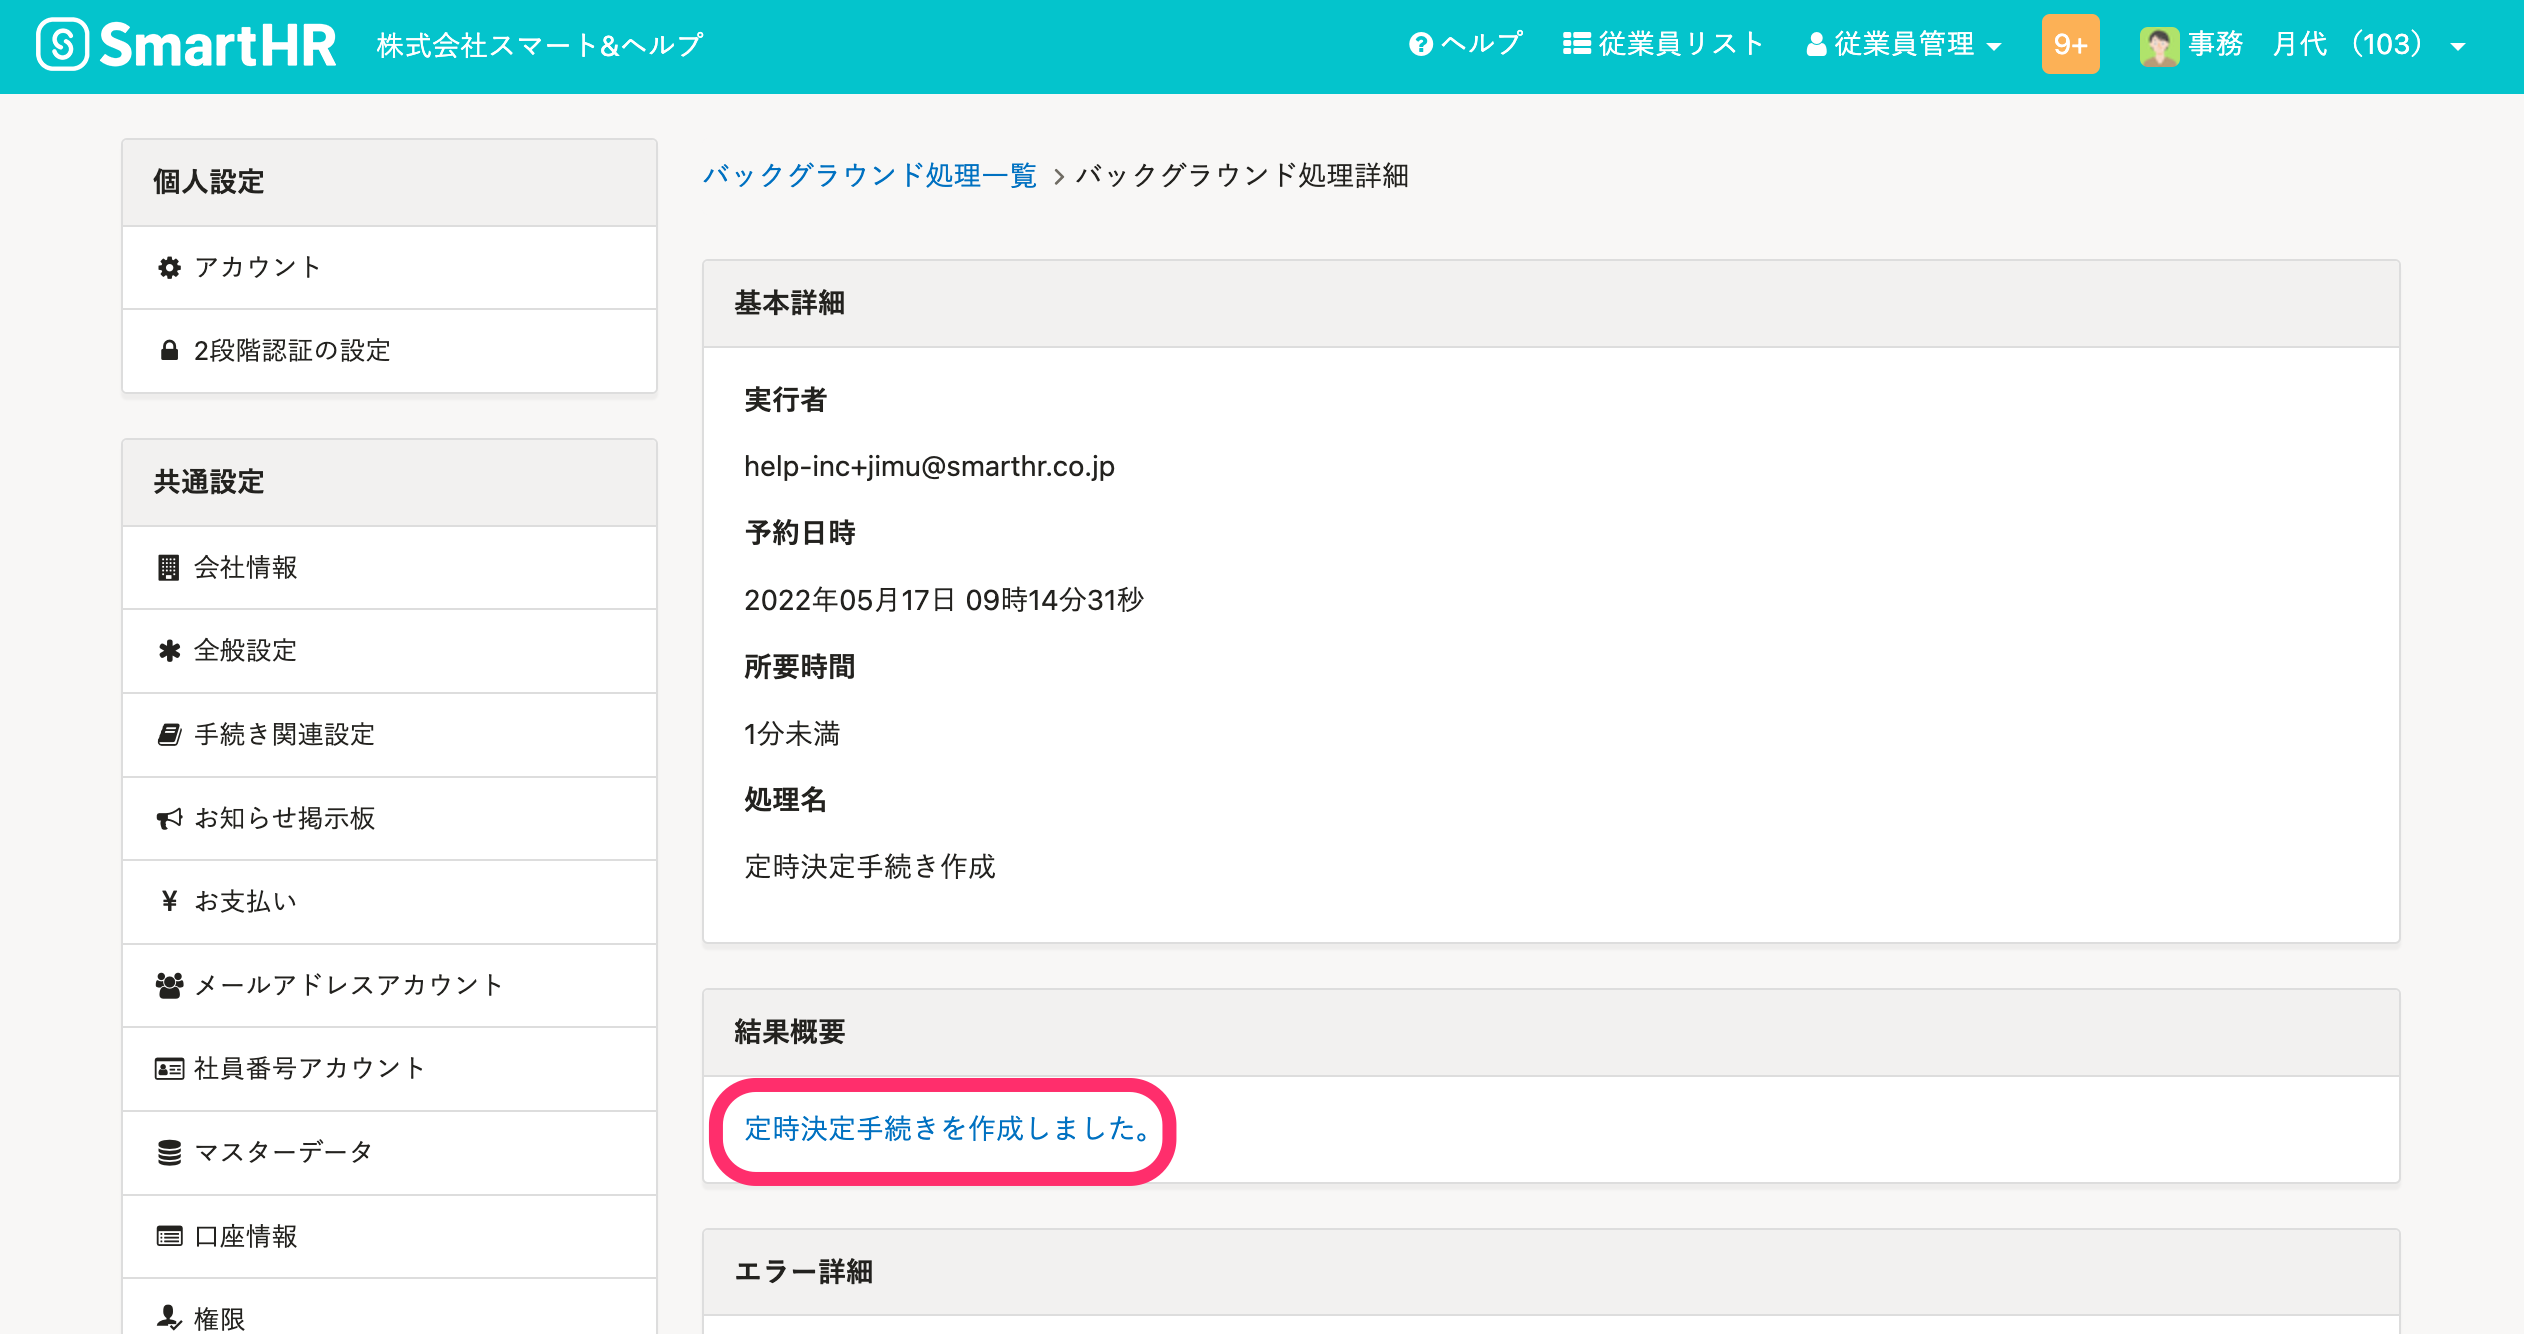 SmartHR 株式会社スマート&ヘルプ ヘルプ 従業員リスト 従業員管理 9+ 事務 月代 (103)
個人設定
アカウント
2段階認証の設定
共通設定
会社情報
全般設定
手続き関連設定
お知らせ掲示板
お支払い
メールアドレスアカウント
社員番号アカウント
マスターデータ
口座情報
権限
バックグラウンド処理一覧 > バックグラウンド処理詳細
基本詳細
実行者
help-inc+jimu@smarthr.co.jp
予約日時
2022年05月17日 09時14分31秒
所要時間
1分未満
処理名
定時決定手続き作成
結果概要
定時決定手続きを作成しました。
エラー詳細